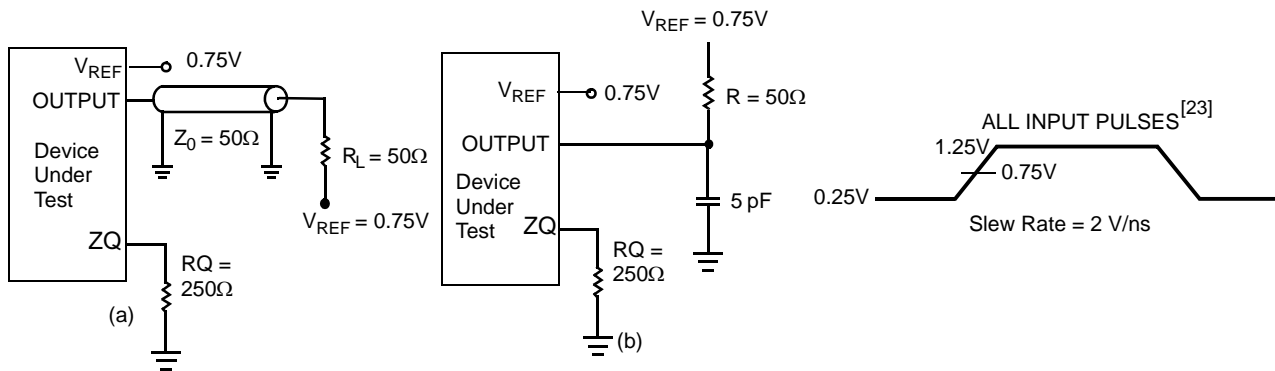 V_REF
0.75V
OUTPUT
Z_0 = 50Ω
Device
Under
Test
R_L = 50Ω
V_REF = 0.75V
ZQ
RQ =
250Ω
(a)
V_REF = 0.75V
R = 50Ω
V_REF
0.75V
OUTPUT
Device
Under
Test
5 pF
ZQ
RQ =
250Ω
(b)
ALL INPUT PULSES[23]
1.25V
0.75V
0.25V
Slew Rate = 2 V/ns